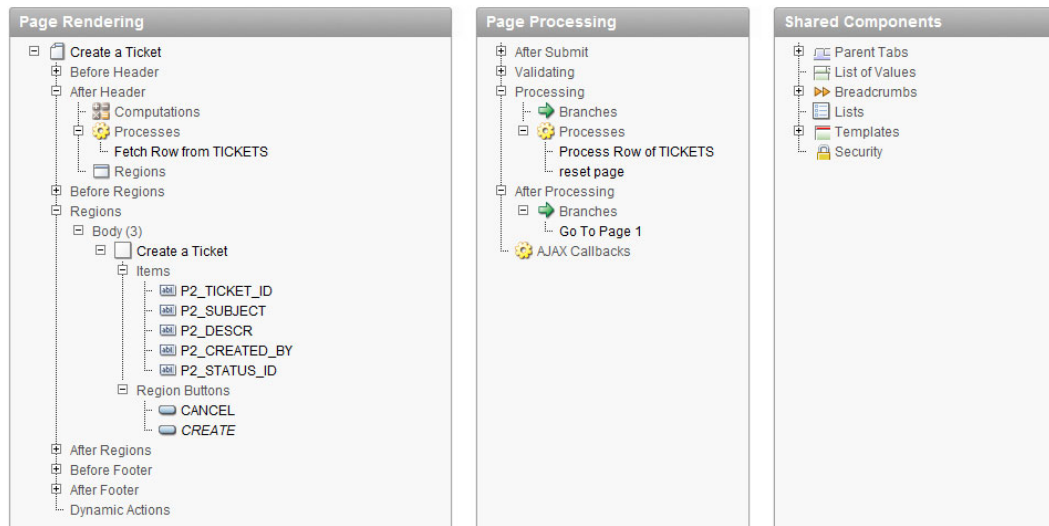 Page Rendering
Create a Ticket
Before Header
After Header
Computations
Processes
Fetch Row from TICKETS
Regions
Before Regions
Regions
Body (3)
Create a Ticket
Items
P2_TICKET_ID
P2_SUBJECT
P2_DESCR
P2_CREATED_BY
P2_STATUS_ID
Region Buttons
CANCEL
CREATE
After Regions
Before Footer
After Footer
Dynamic Actions
Page Processing
After Submit
Validating
Processing
Branches
Processes
Process Row of TICKETS
reset page
After Processing
Branches
Go To Page 1
AJAX Callbacks
Shared Components
Parent Tabs
List of Values
Breadcrumbs
Lists
Templates
Security